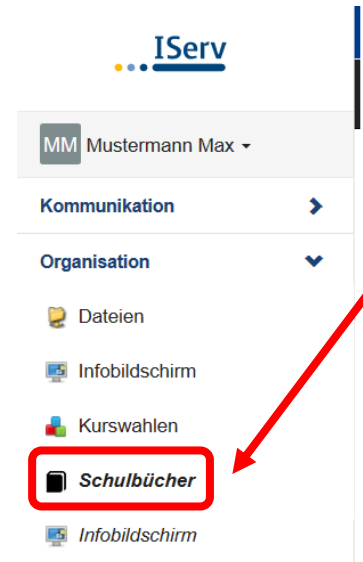 IServ
MM Mustermann Max
Kommunikation
Organisation
Dateien
Infobildschirm
Kurswahlen
Schulbücher
Infobildschirm